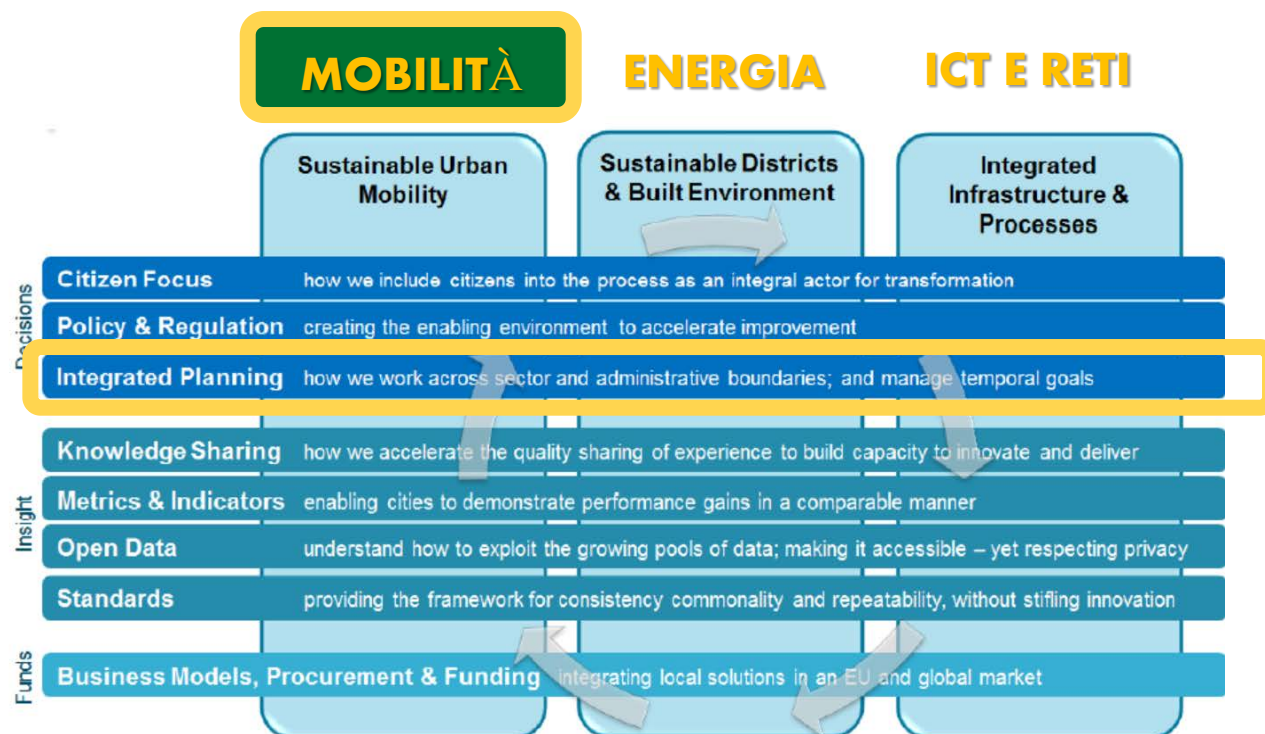 MOBILITÀ
ENERGIA
ICT E RETI
Sustainable Urban
Mobility
Sustainable Districts
& Built Environment
Integrated
Infrastructure &
Processes
Decisions
Citizen Focus how we include citizens into the process as an integral actor for transformation
Policy & Regulation creating the enabling environment to accelerate improvement
Integrated Planning how we work across sector and administrative boundaries; and manage temporal goals
Insight
Knowledge Sharing how we accelerate the quality sharing of experience to build capacity to innovate and deliver
Metrics & Indicators enabling cities to demonstrate performance gains in a comparable manner
Open Data understand how to exploit the growing pools of data; making it accessible – yet respecting privacy
Standards providing the framework for consistency commonality and repeatability, without stifling innovation
Funds
Business Models, Procurement & Funding integrating local solutions in an EU and global market